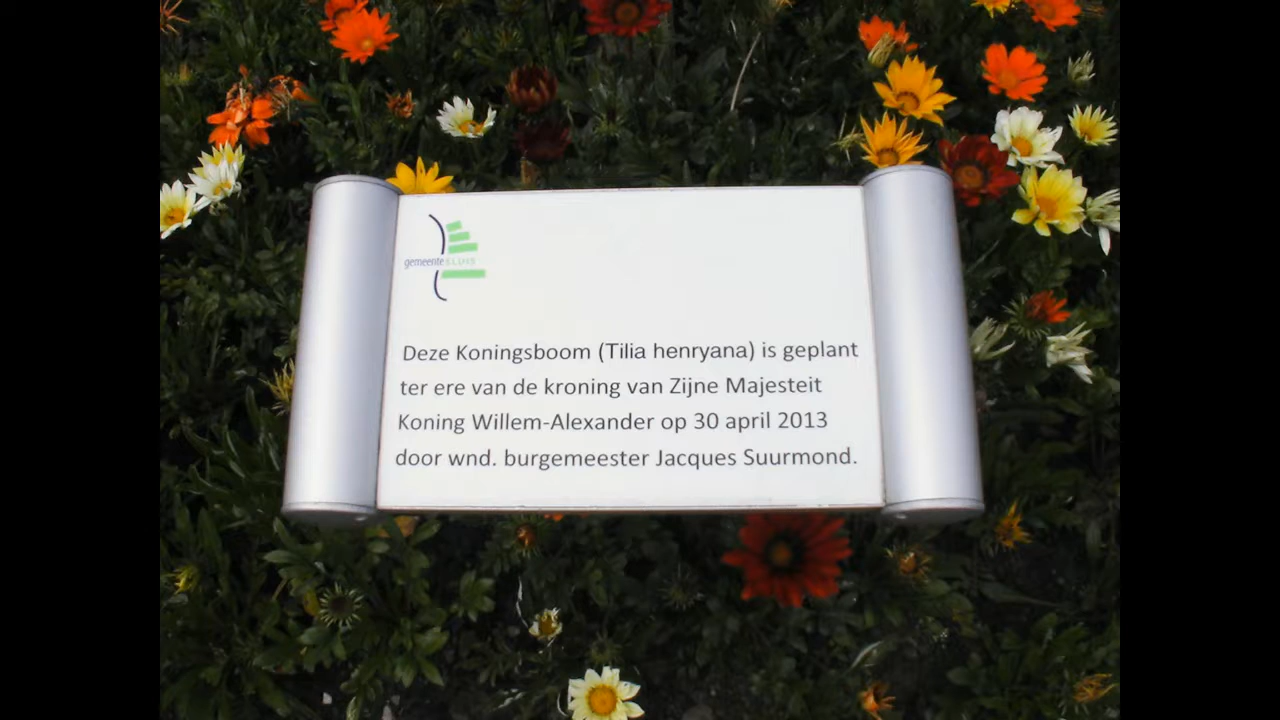 gemeente SLUIS
Deze Koningsboom (Tilia henryana) is geplant
ter ere van de kroning van Zijne Majesteit
Koning Willem-Alexander op 30 april 2013
door wnd. burgemeester Jacques Suurmond.